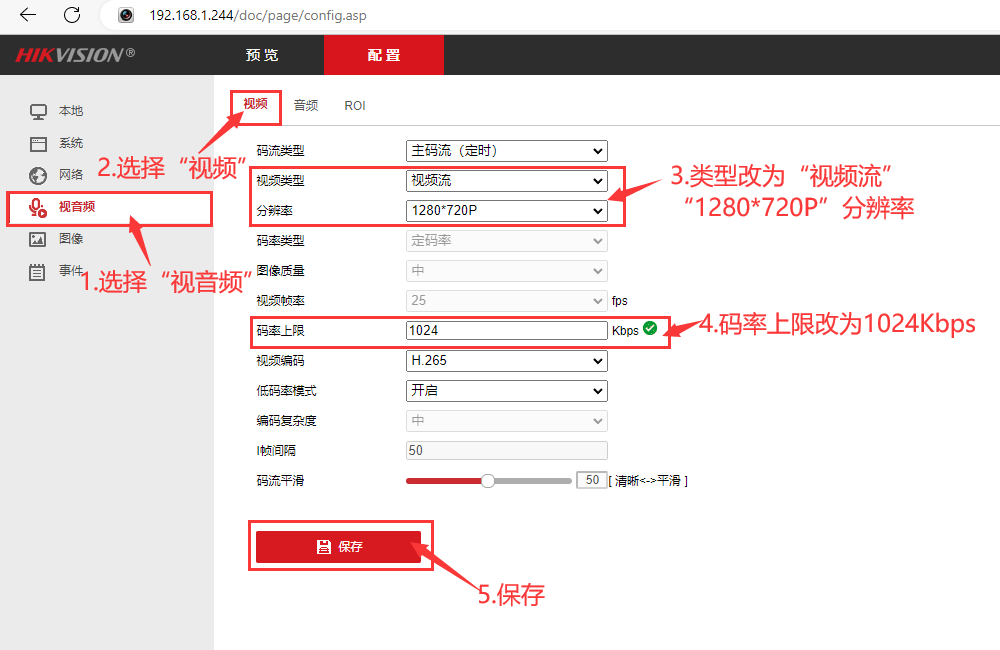 192.168.1.244/doc/page/config.asp
HIKVISION® 预览 配置
本地
系统
网络
视音频
图像
事件
视频 音频 ROI
码流类型 主码流（定时）
视频类型 视频流
分辨率 1280*720P
码率类型 定码率
图像质量 中
视频帧率 25 fps
码率上限 1024 Kbps
视频编码 H.265
低码率模式 开启
编码复杂度 中
I帧间隔 50
码流平滑 50 [ 清晰<->平滑 ]
保存
1.选择“视音频”
2.选择“视频”
3.类型改为“视频流”
“1280*720P”分辨率
4.码率上限改为1024Kbps
5.保存